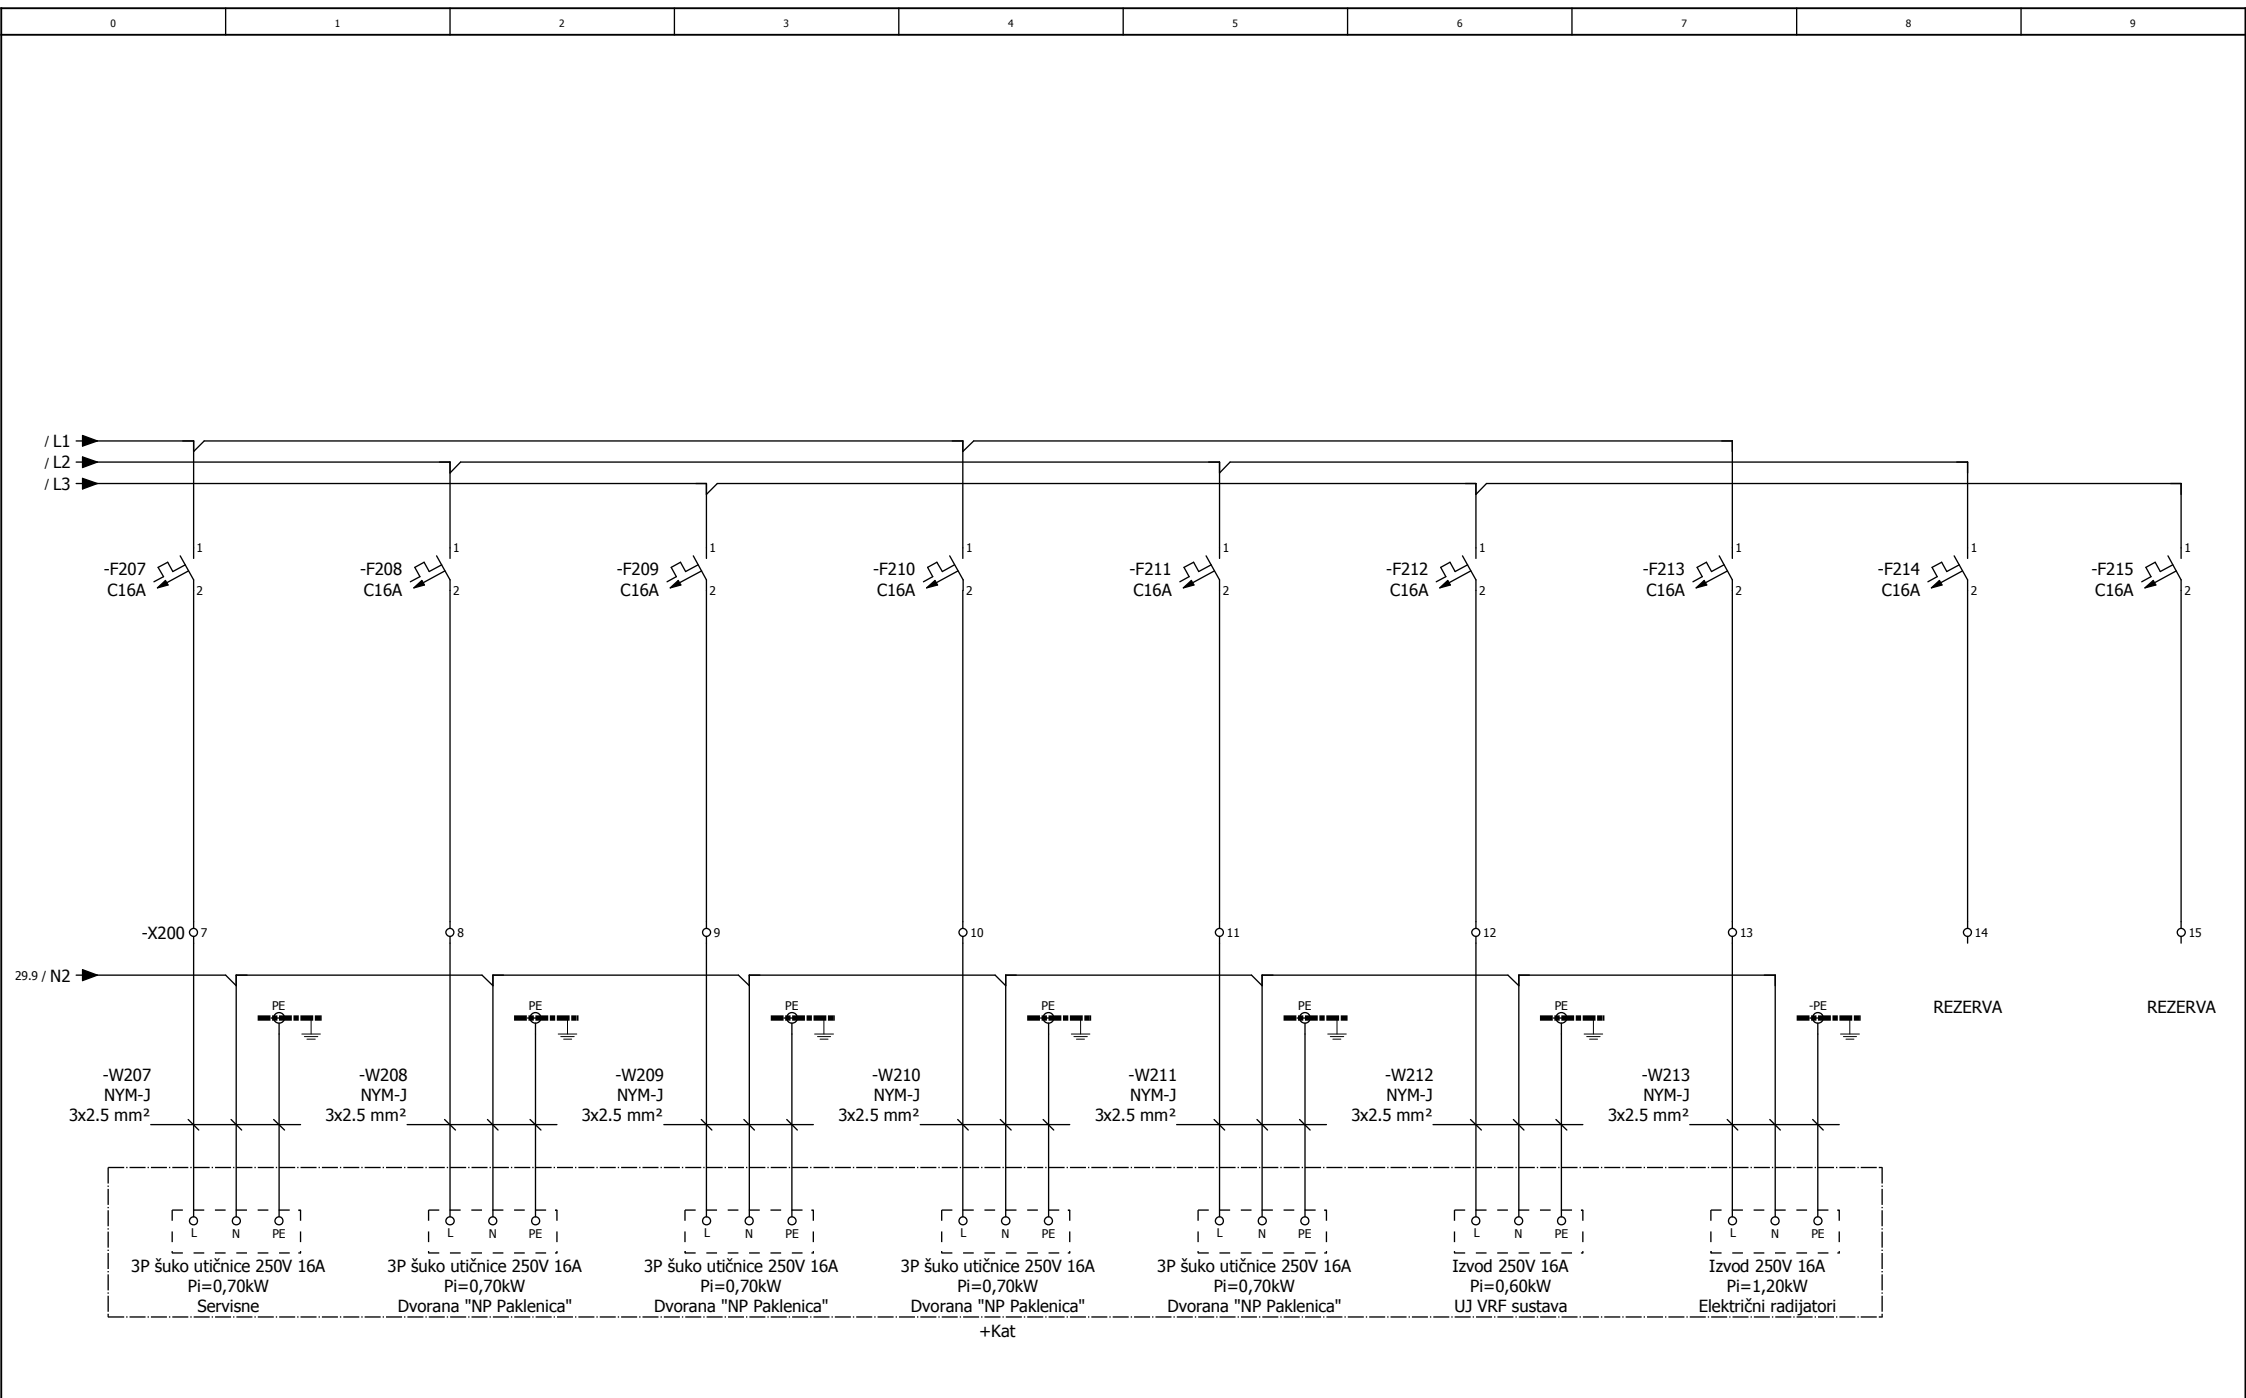 0 1 2 3 4 5 6 7 8 9
/ L1
/ L2
/ L3
1 1 1 1 1 1 1 1 1
-F207 -F208 -F209 -F210 -F211 -F212 -F213 -F214 -F215
C16A C16A C16A C16A C16A C16A C16A C16A C16A
2 2 2 2 2 2 2 2 2
-X200 7 8 9 10 11 12 13 14 15
29.9 / N2
PE PE PE PE PE PE -PE REZERVA REZERVA
-W207 -W208 -W209 -W210 -W211 -W212 -W213
NYM-J NYM-J NYM-J NYM-J NYM-J NYM-J NYM-J
3x2.5 mm² 3x2.5 mm² 3x2.5 mm² 3x2.5 mm² 3x2.5 mm² 3x2.5 mm² 3x2.5 mm²
L N PE L N PE L N PE L N PE L N PE L N PE L N PE
3P šuko utičnice 250V 16A 3P šuko utičnice 250V 16A 3P šuko utičnice 250V 16A 3P šuko utičnice 250V 16A 3P šuko utičnice 250V 16A Izvod 250V 16A Izvod 250V 16A
Pi=0,70kW Pi=0,70kW Pi=0,70kW Pi=0,70kW Pi=0,70kW Pi=0,60kW Pi=1,20kW
Servisne Dvorana "NP Paklenica" Dvorana "NP Paklenica" Dvorana "NP Paklenica" Dvorana "NP Paklenica" UJ VRF sustava Električni radijatori
+Kat